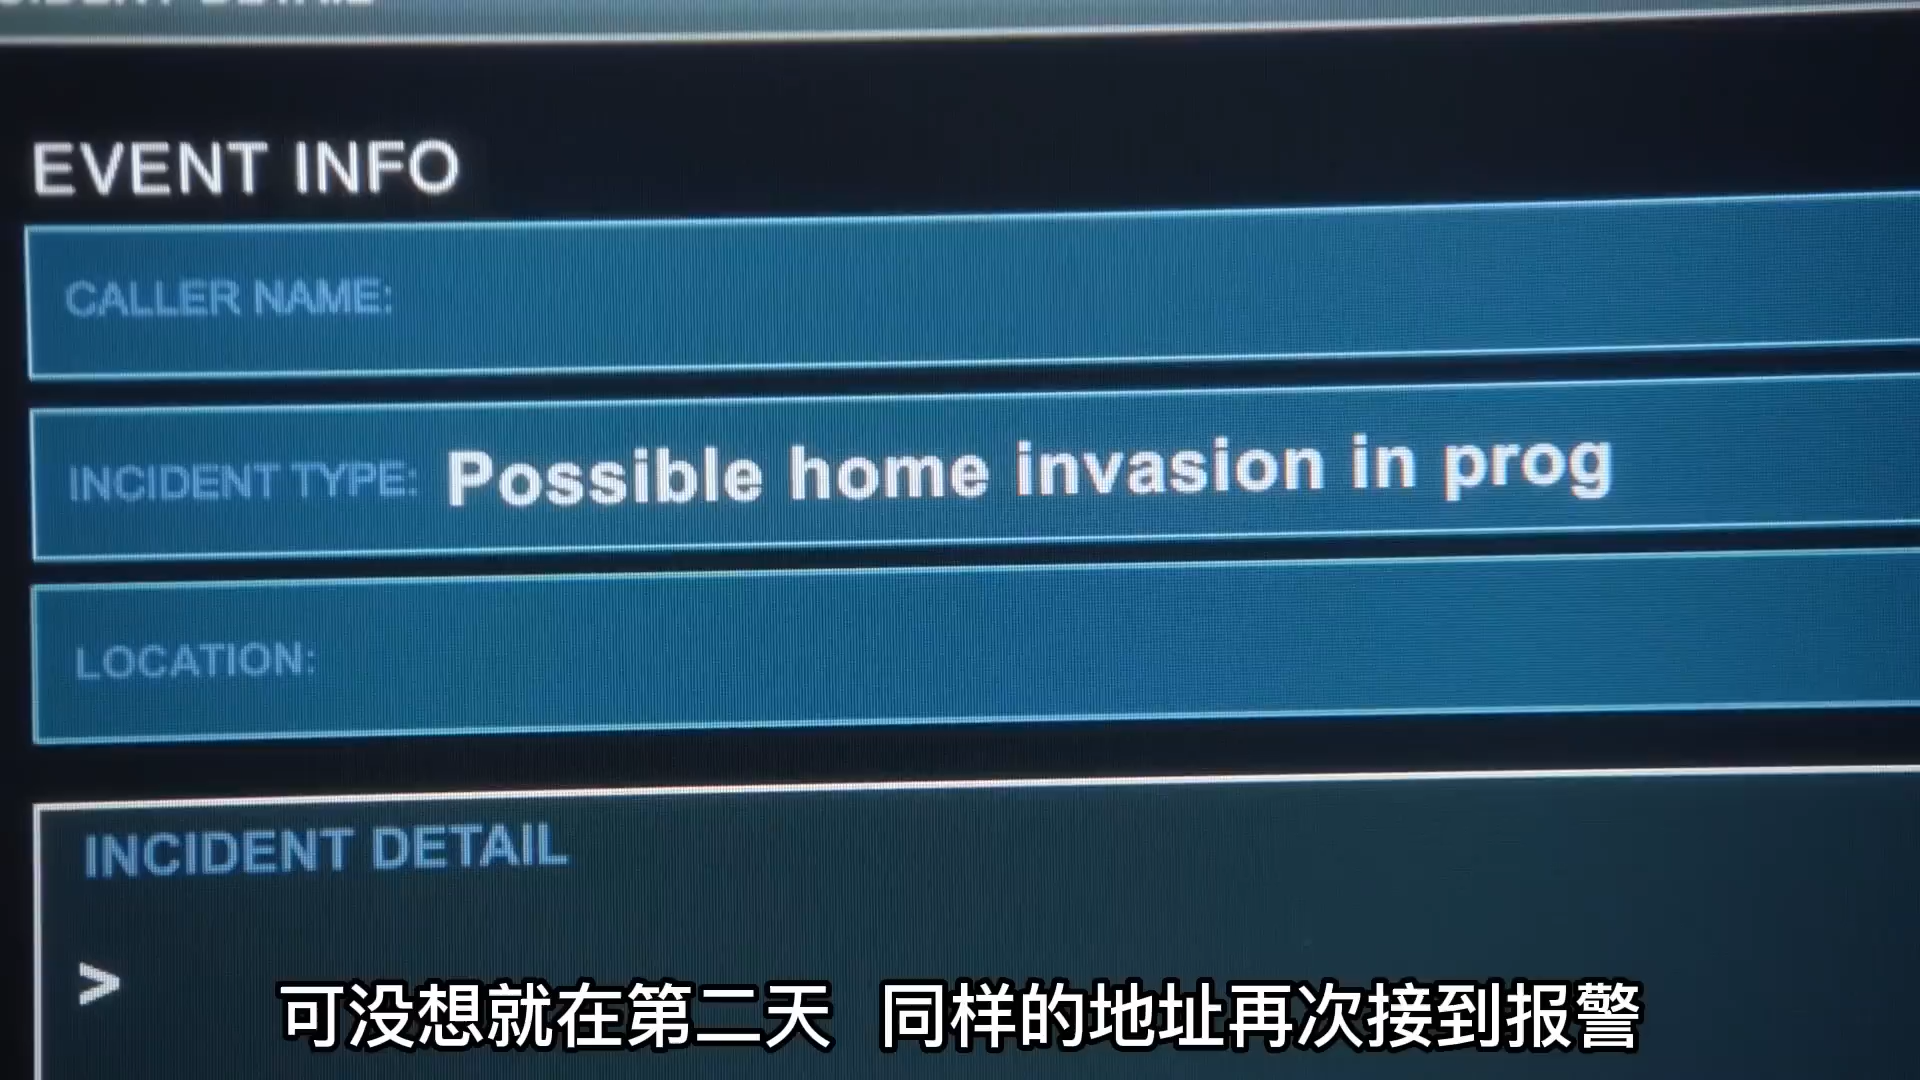 EVENT INFO
CALLER NAME:
INCIDENT TYPE: Possible home invasion in prog
LOCATION:
INCIDENT DETAIL
>
可没想就在第二天 同样的地址再次接到报警